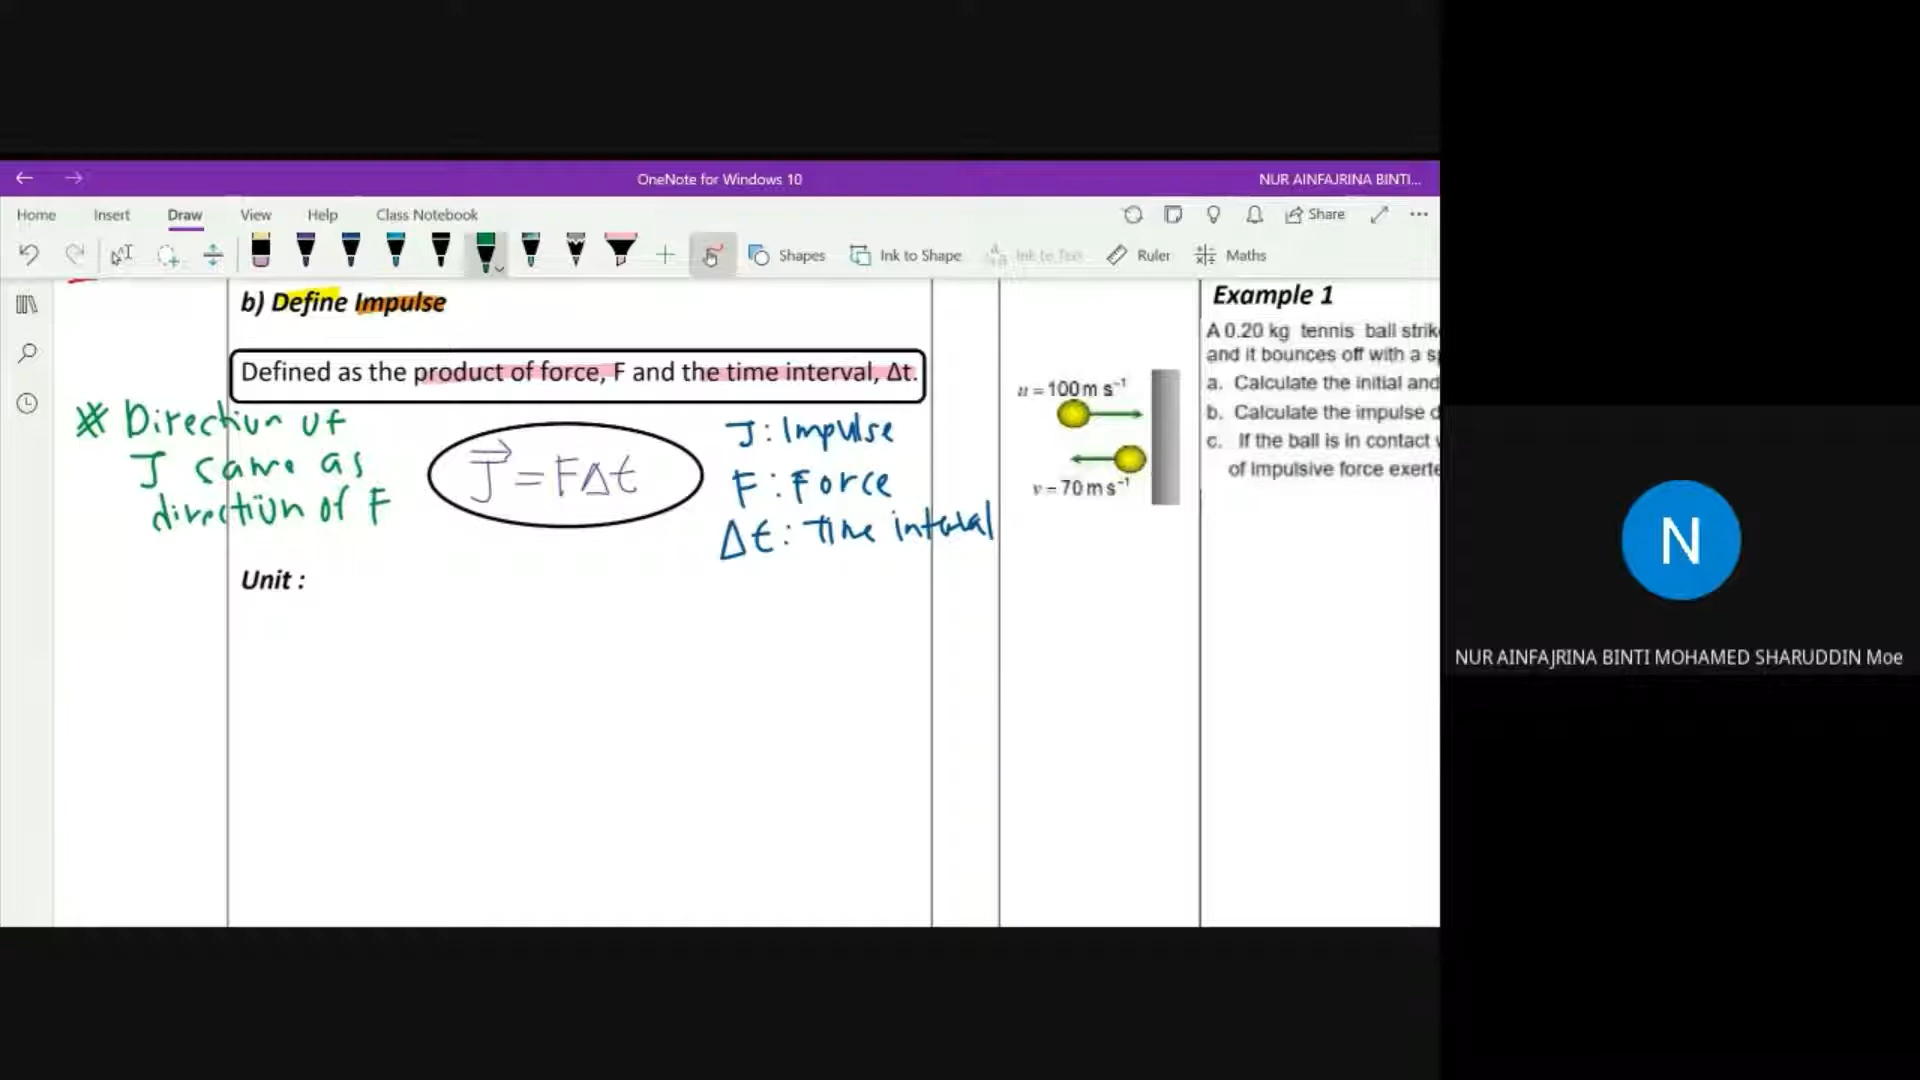 OneNote for Windows 10
NUR AINFAJRINA BINTI...
Home Insert Draw View Help Class Notebook
Share
Shapes Ink to Shape Ink to Text Ruler Maths
b) Define Impulse
Defined as the product of force, F and the time interval, Δt.
* Direction of
J same as
direction of F
J = FΔt
J : Impulse
F : Force
Δt : Time interval
Unit :
u = 100 m s⁻¹
v = 70 m s⁻¹
Example 1
A 0.20 kg tennis ball strik
and it bounces off with a s
a. Calculate the initial and
b. Calculate the impulse d
c. If the ball is in contact
of impulsive force exerte
N
NUR AINFAJRINA BINTI MOHAMED SHARUDDIN Moe